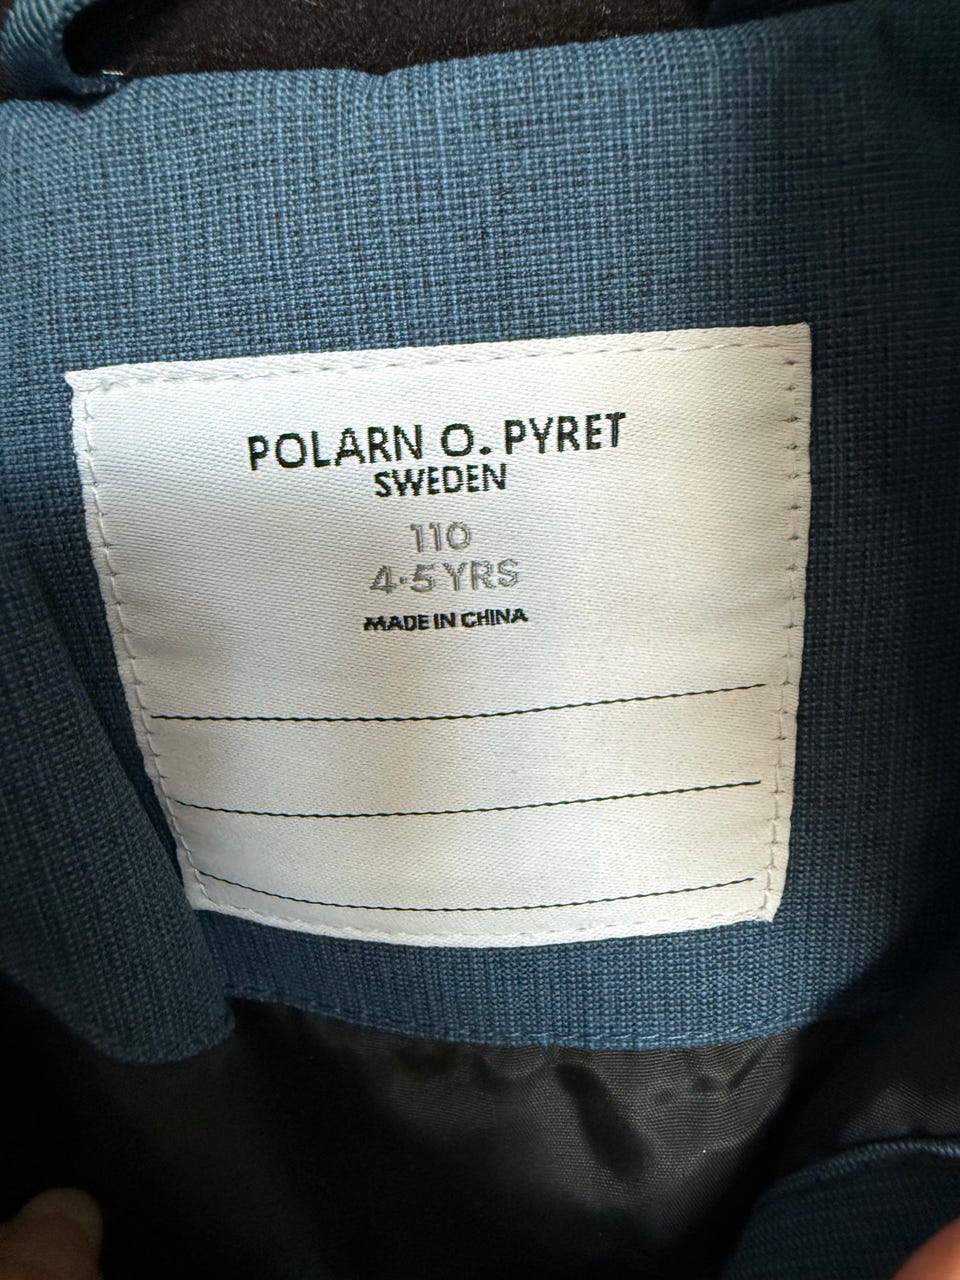 POLARN O. PYRET
SWEDEN
110
4-5 YRS
MADE IN CHINA